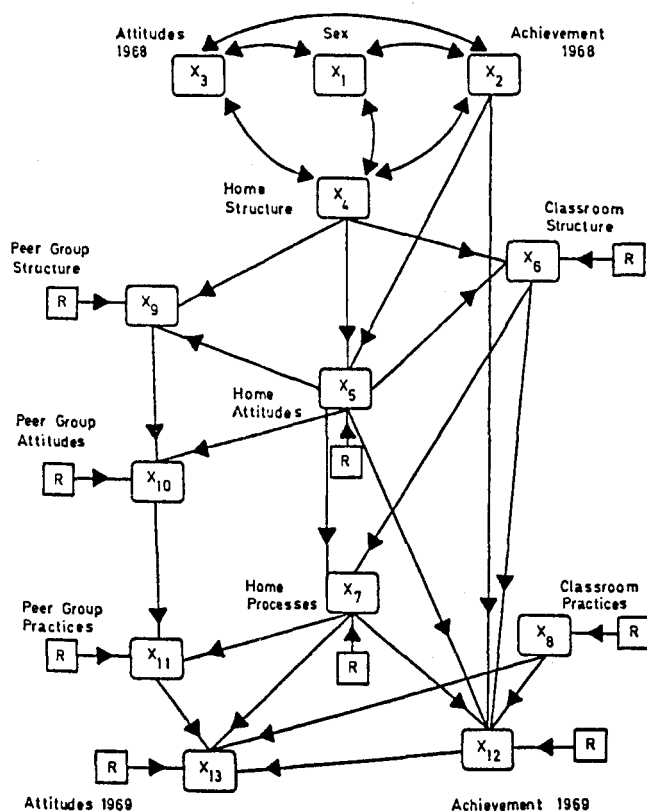 Attitudes
1968
Sex
Achievement
1968
X3
X1
X2
Home
Structure
X4
Classroom
Structure
X6
R
Peer Group
Structure
R
X9
Home
Attitudes
X5
R
Peer Group
Attitudes
R
X10
Home
Processes
X7
R
Classroom
Practices
X8
R
Peer Group
Practices
R
X11
R
X13
X12
R
Attitudes 1969
Achievement 1969